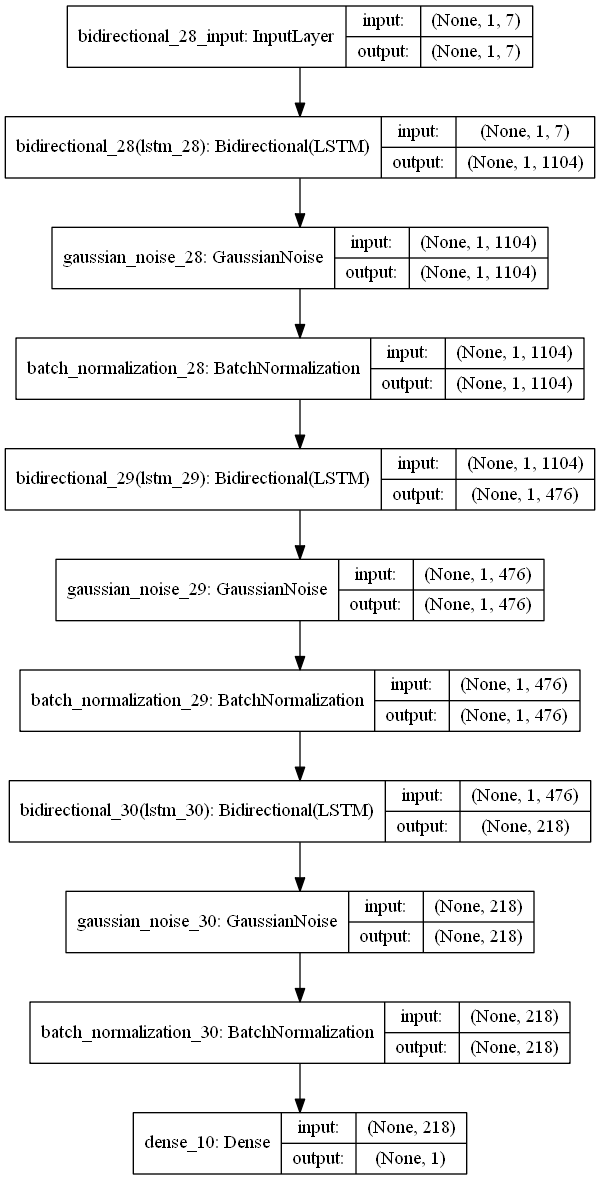 bidirectional_28_input: InputLayer
input: (None, 1, 7)
output: (None, 1, 7)
bidirectional_28(lstm_28): Bidirectional(LSTM)
input: (None, 1, 7)
output: (None, 1, 1104)
gaussian_noise_28: GaussianNoise
input: (None, 1, 1104)
output: (None, 1, 1104)
batch_normalization_28: BatchNormalization
input: (None, 1, 1104)
output: (None, 1, 1104)
bidirectional_29(lstm_29): Bidirectional(LSTM)
input: (None, 1, 1104)
output: (None, 1, 476)
gaussian_noise_29: GaussianNoise
input: (None, 1, 476)
output: (None, 1, 476)
batch_normalization_29: BatchNormalization
input: (None, 1, 476)
output: (None, 1, 476)
bidirectional_30(lstm_30): Bidirectional(LSTM)
input: (None, 1, 476)
output: (None, 218)
gaussian_noise_30: GaussianNoise
input: (None, 218)
output: (None, 218)
batch_normalization_30: BatchNormalization
input: (None, 218)
output: (None, 218)
dense_10: Dense
input: (None, 218)
output: (None, 1)